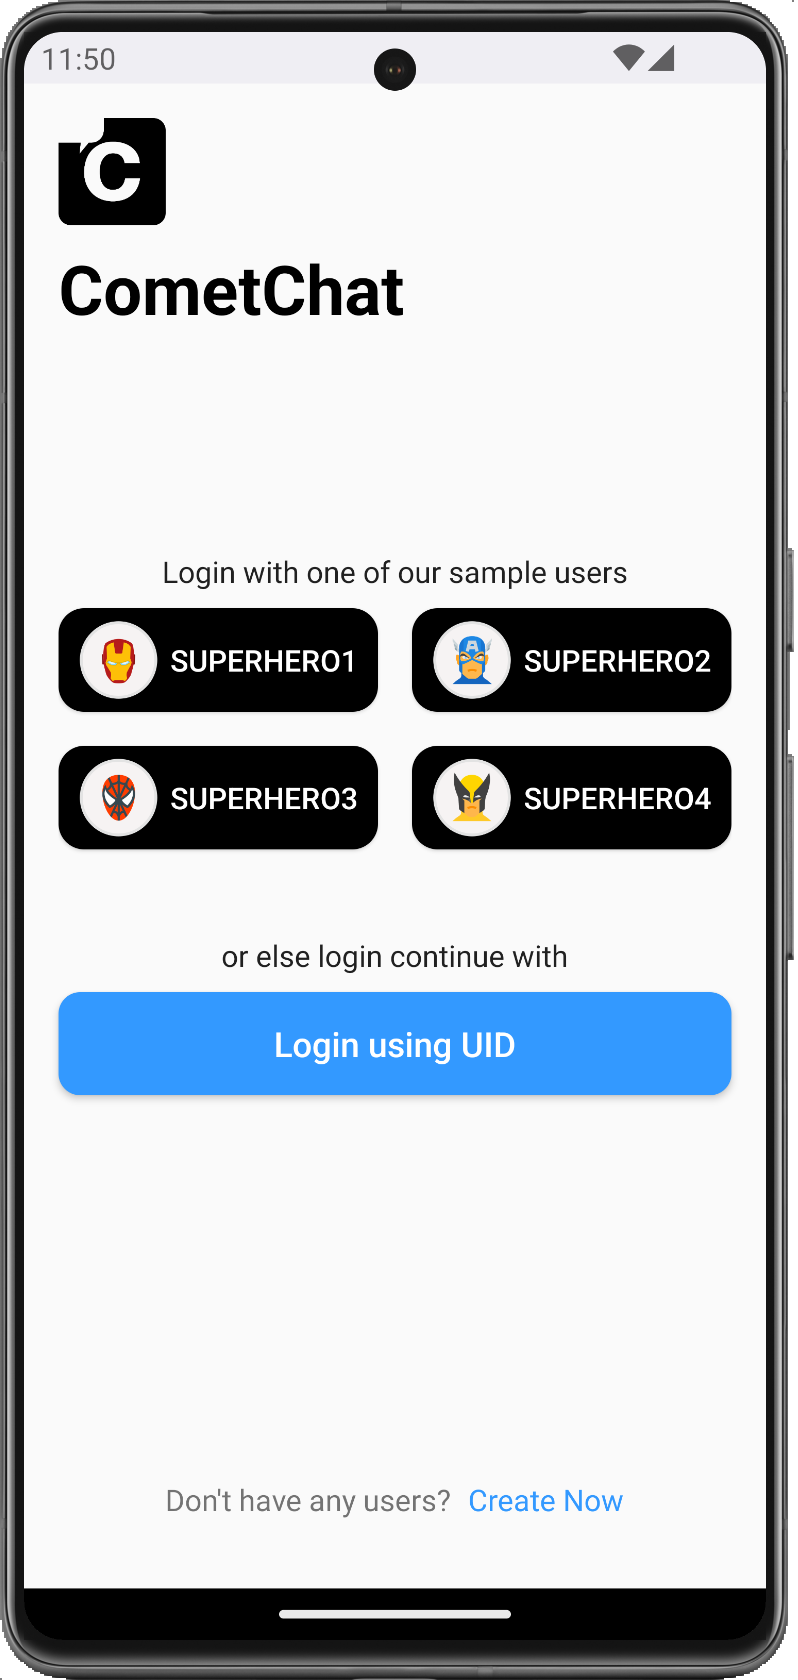 11:50
C
CometChat
Login with one of our sample users
SUPERHERO1 SUPERHERO2
SUPERHERO3 SUPERHERO4
or else login continue with
Login using UID
Don't have any users? Create Now